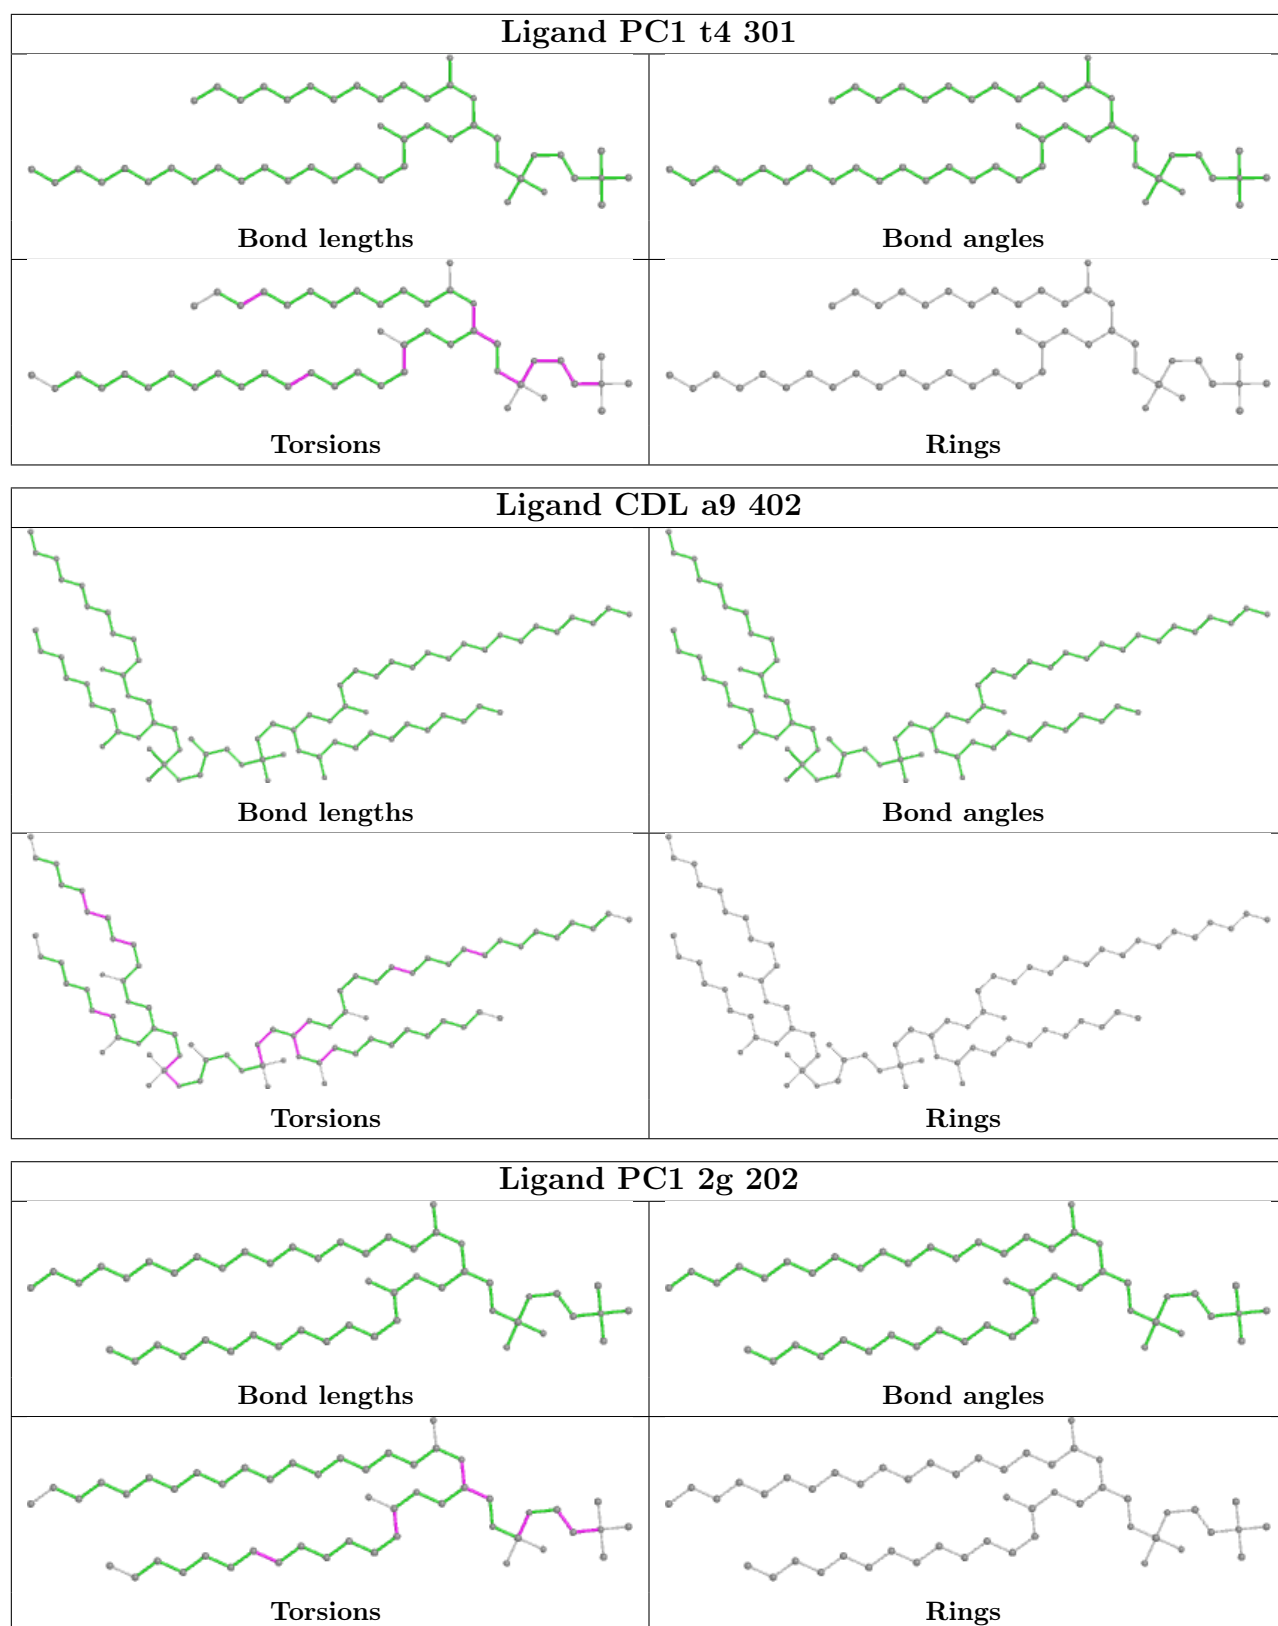 Ligand PC1 t4 301
Bond lengths
Bond angles
Torsions
Rings
Ligand CDL a9 402
Bond lengths
Bond angles
Torsions
Rings
Ligand PC1 2g 202
Bond lengths
Bond angles
Torsions
Rings